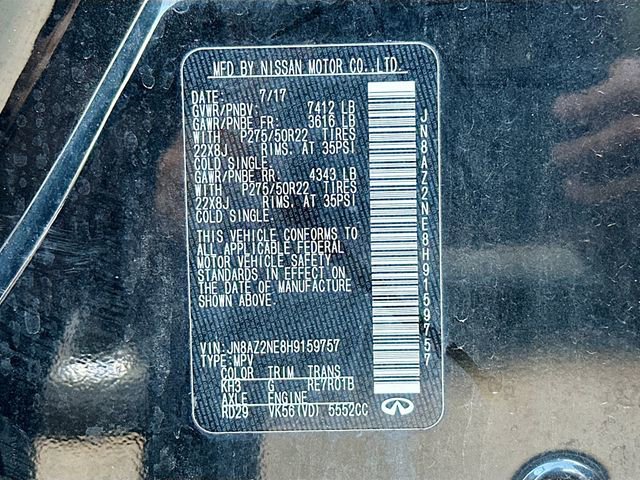 MFD BY NISSAN MOTOR CO.,LTD.
DATE: 7/17
GVWR/PNBV: 7412 LB
GAWR/PNBE FR: 3616 LB
WITH P275/50R22 TIRES
22X8J RIMS. AT 35PSI
COLD SINGLE.
GAWR/PNBE RR: 4343 LB
WITH P275/50R22 TIRES
22X8J RIMS. AT 35PSI
COLD SINGLE.
THIS VEHICLE CONFORMS TO
ALL APPLICABLE FEDERAL
MOTOR VEHICLE SAFETY
STANDARDS IN EFFECT ON
THE DATE OF MANUFACTURE
SHOWN ABOVE.
VIN: JN8AZ2NE8H9159757
TYPE: MPV
COLOR TRIM TRANS
KH3 G RE7R01B
AXLE ENGINE
RD29 VK56(VD) 5552CC
JN8AZ2NE8H9159757